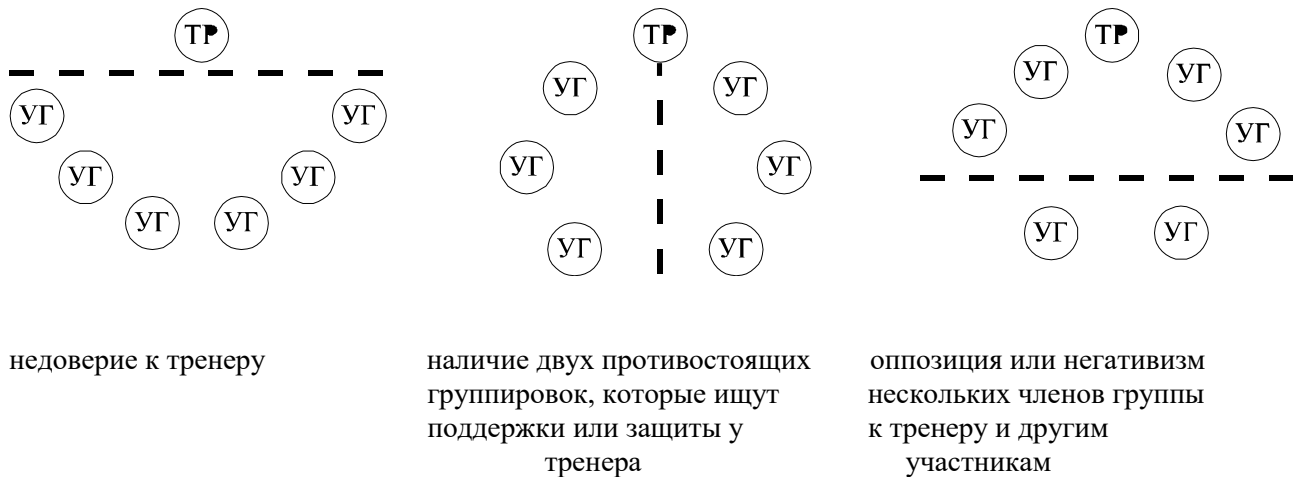 ТР
УГ
УГ
УГ
УГ
УГ
УГ
недоверие к тренеру
ТР
УГ
УГ
УГ
УГ
УГ
УГ
наличие двух противостоящих
группировок, которые ищут
поддержки или защиты у
тренера
ТР
УГ
УГ
УГ
УГ
УГ
УГ
оппозиция или негативизм
нескольких членов группы
к тренеру и другим
участникам